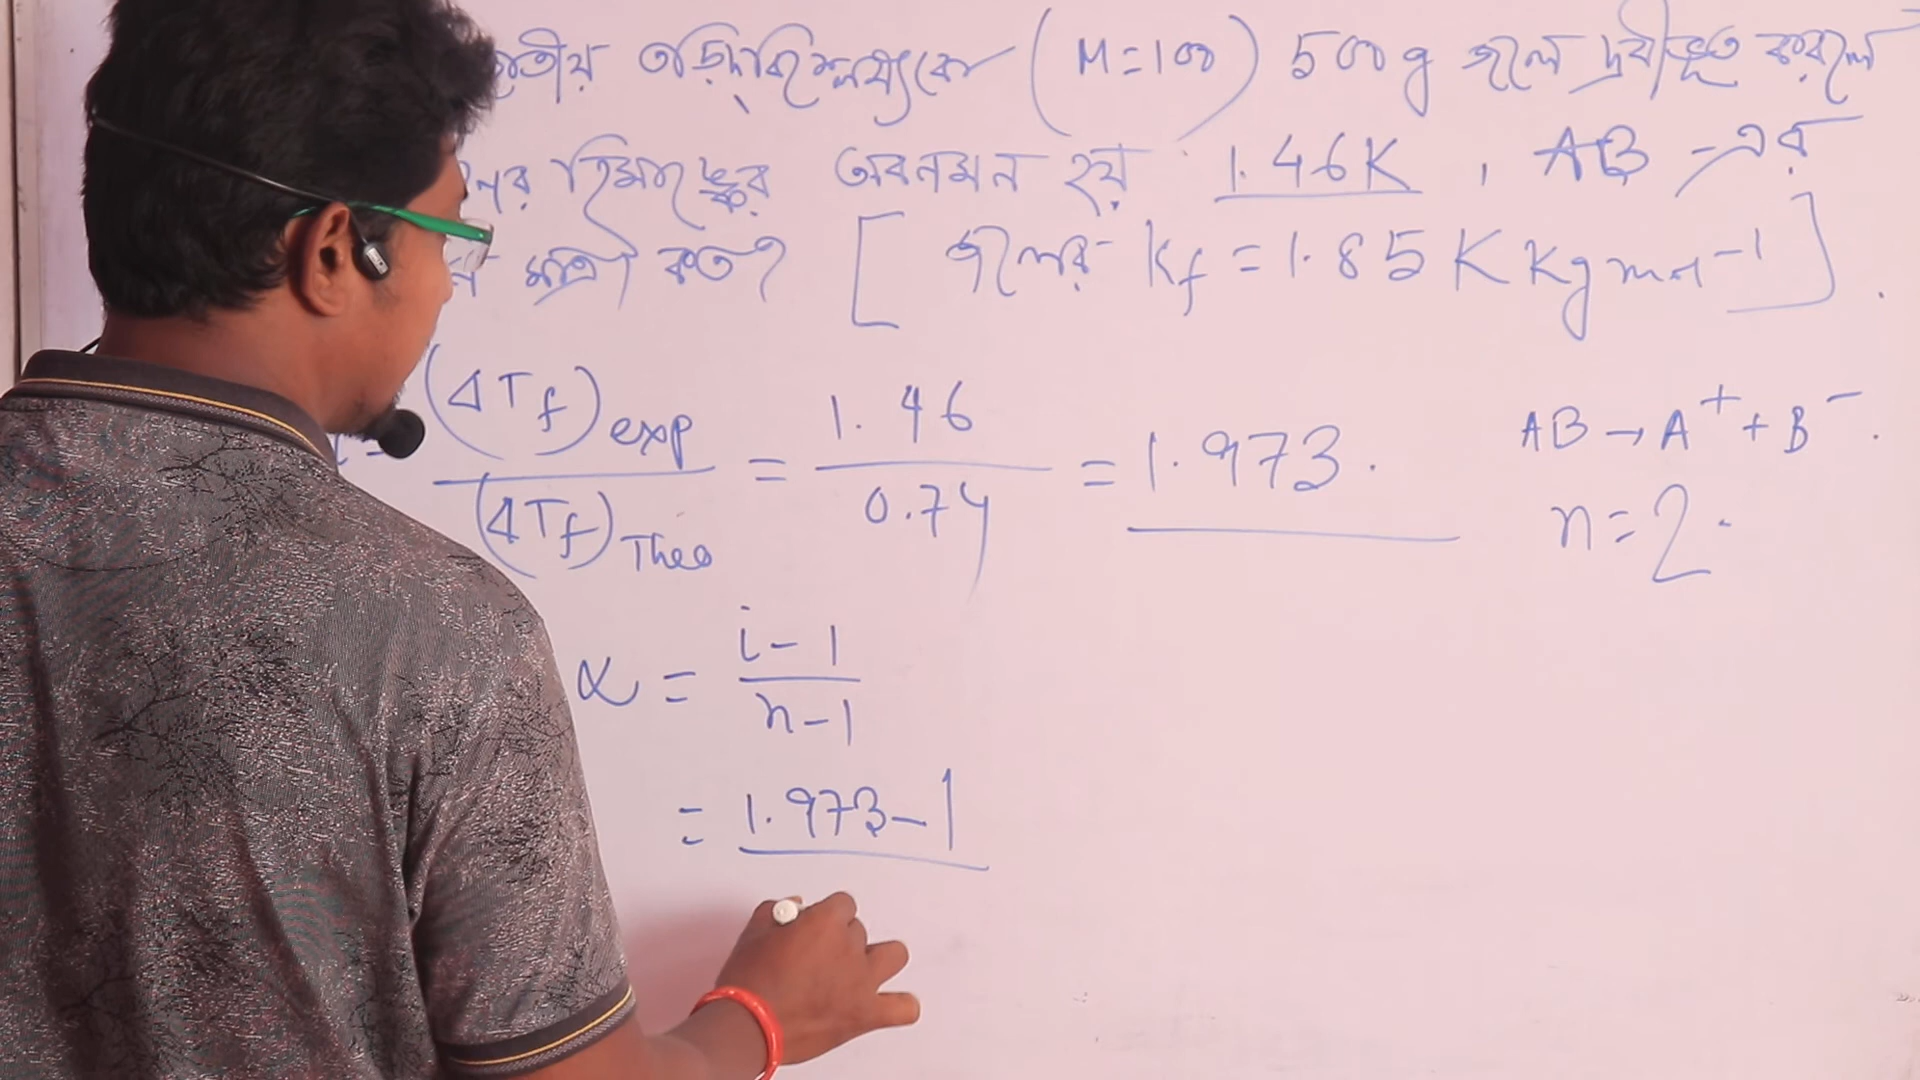 জাতীয় তড়িৎবিশ্লেষ্যকে (M=100) 500 g জলে দ্রবীভূত করলে
হিমাঙ্কের অবনমন হয় 1.46K , AB -এর
মাত্রা কত? [ জলের Kf = 1.85 K Kg mol⁻¹ ] .
(ΔTf)exp / (ΔTf)Theo = 1.46 / 0.74 = 1.973. AB → A⁺ + B⁻.
n = 2.
α = i-1 / n-1
= 1.973-1